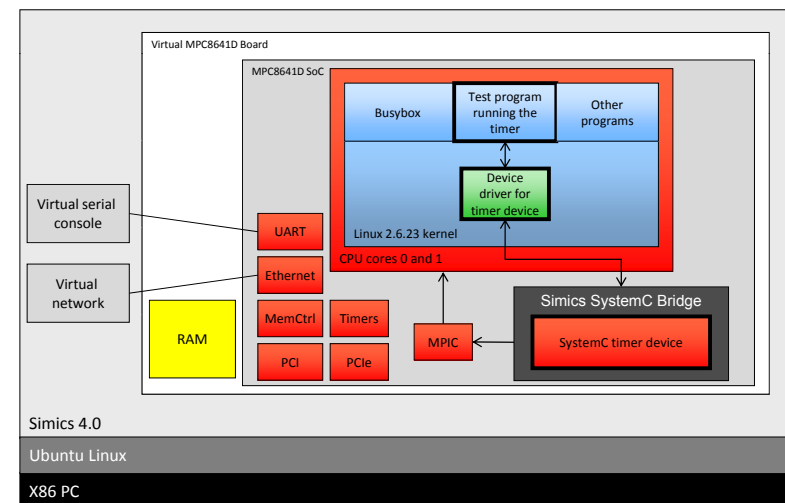 Virtual MPC8641D Board
MPC8641D SoC
Busybox
Test program
running the
timer
Other
programs
Device
driver for
timer device
Linux 2.6.23 kernel
CPU cores 0 and 1
Virtual serial
console
UART
Virtual
network
Ethernet
RAM
MemCtrl
Timers
PCI
PCIe
MPIC
Simics SystemC Bridge
SystemC timer device
Simics 4.0
Ubuntu Linux
X86 PC